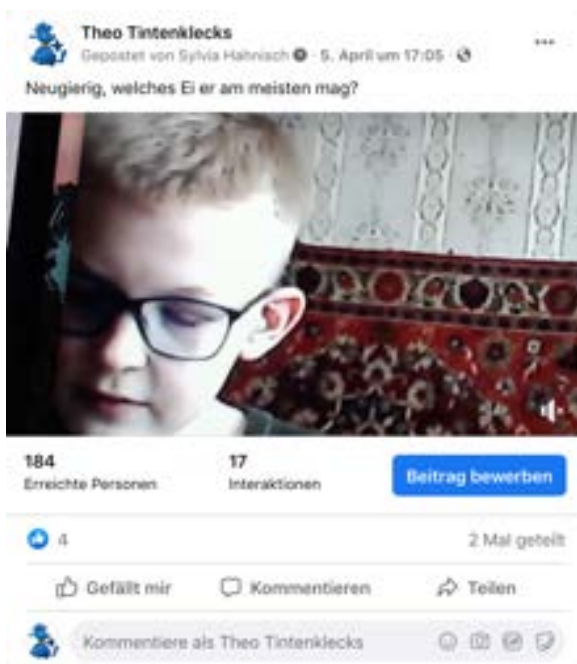 Theo Tintenklecks
Gepostet von Sylvia Hahnisch · 5. April um 17:05 ·
Neugierig, welches Ei er am meisten mag?
184
Erreichte Personen
17
Interaktionen
Beitrag bewerben
4
2 Mal geteilt
Gefällt mir
Kommentieren
Teilen
Kommentiere als Theo Tintenklecks